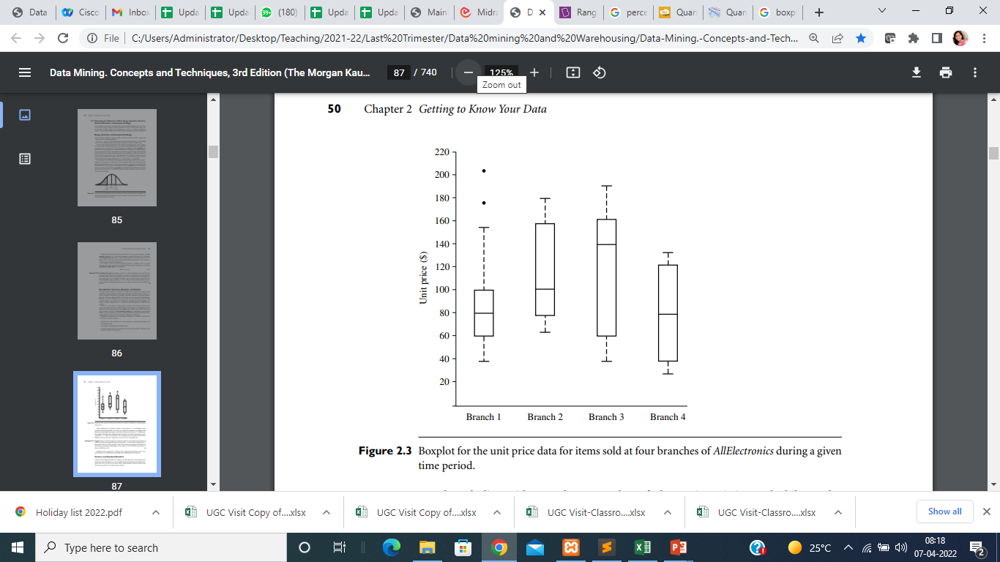 Data
Cisco
Inbo
Upda
Upda
(180)
Upda
Upda
Main
Midra
D
Rang
perce
Quar
Quan
boxp
File
C:/Users/Administrator/Desktop/Teaching/2021-22/Last%20Trimester/Data%20mining%20and%20Warehousing/Data-Mining.-Concepts-and-Tech...
Data Mining. Concepts and Techniques, 3rd Edition (The Morgan Kau...
87 / 740
125%
Zoom out
85
86
87
50 Chapter 2 Getting to Know Your Data
220
200
180
160
140
120
100
80
60
40
20
Unit price ($)
Branch 1 Branch 2 Branch 3 Branch 4
Figure 2.3 Boxplot for the unit price data for items sold at four branches of AllElectronics during a given
time period.
Holiday list 2022.pdf
UGC Visit Copy of....xlsx
UGC Visit Copy of....xlsx
UGC Visit-Classro....xlsx
UGC Visit-Classro....xlsx
Show all
Type here to search
25°C
08:18
07-04-2022
2